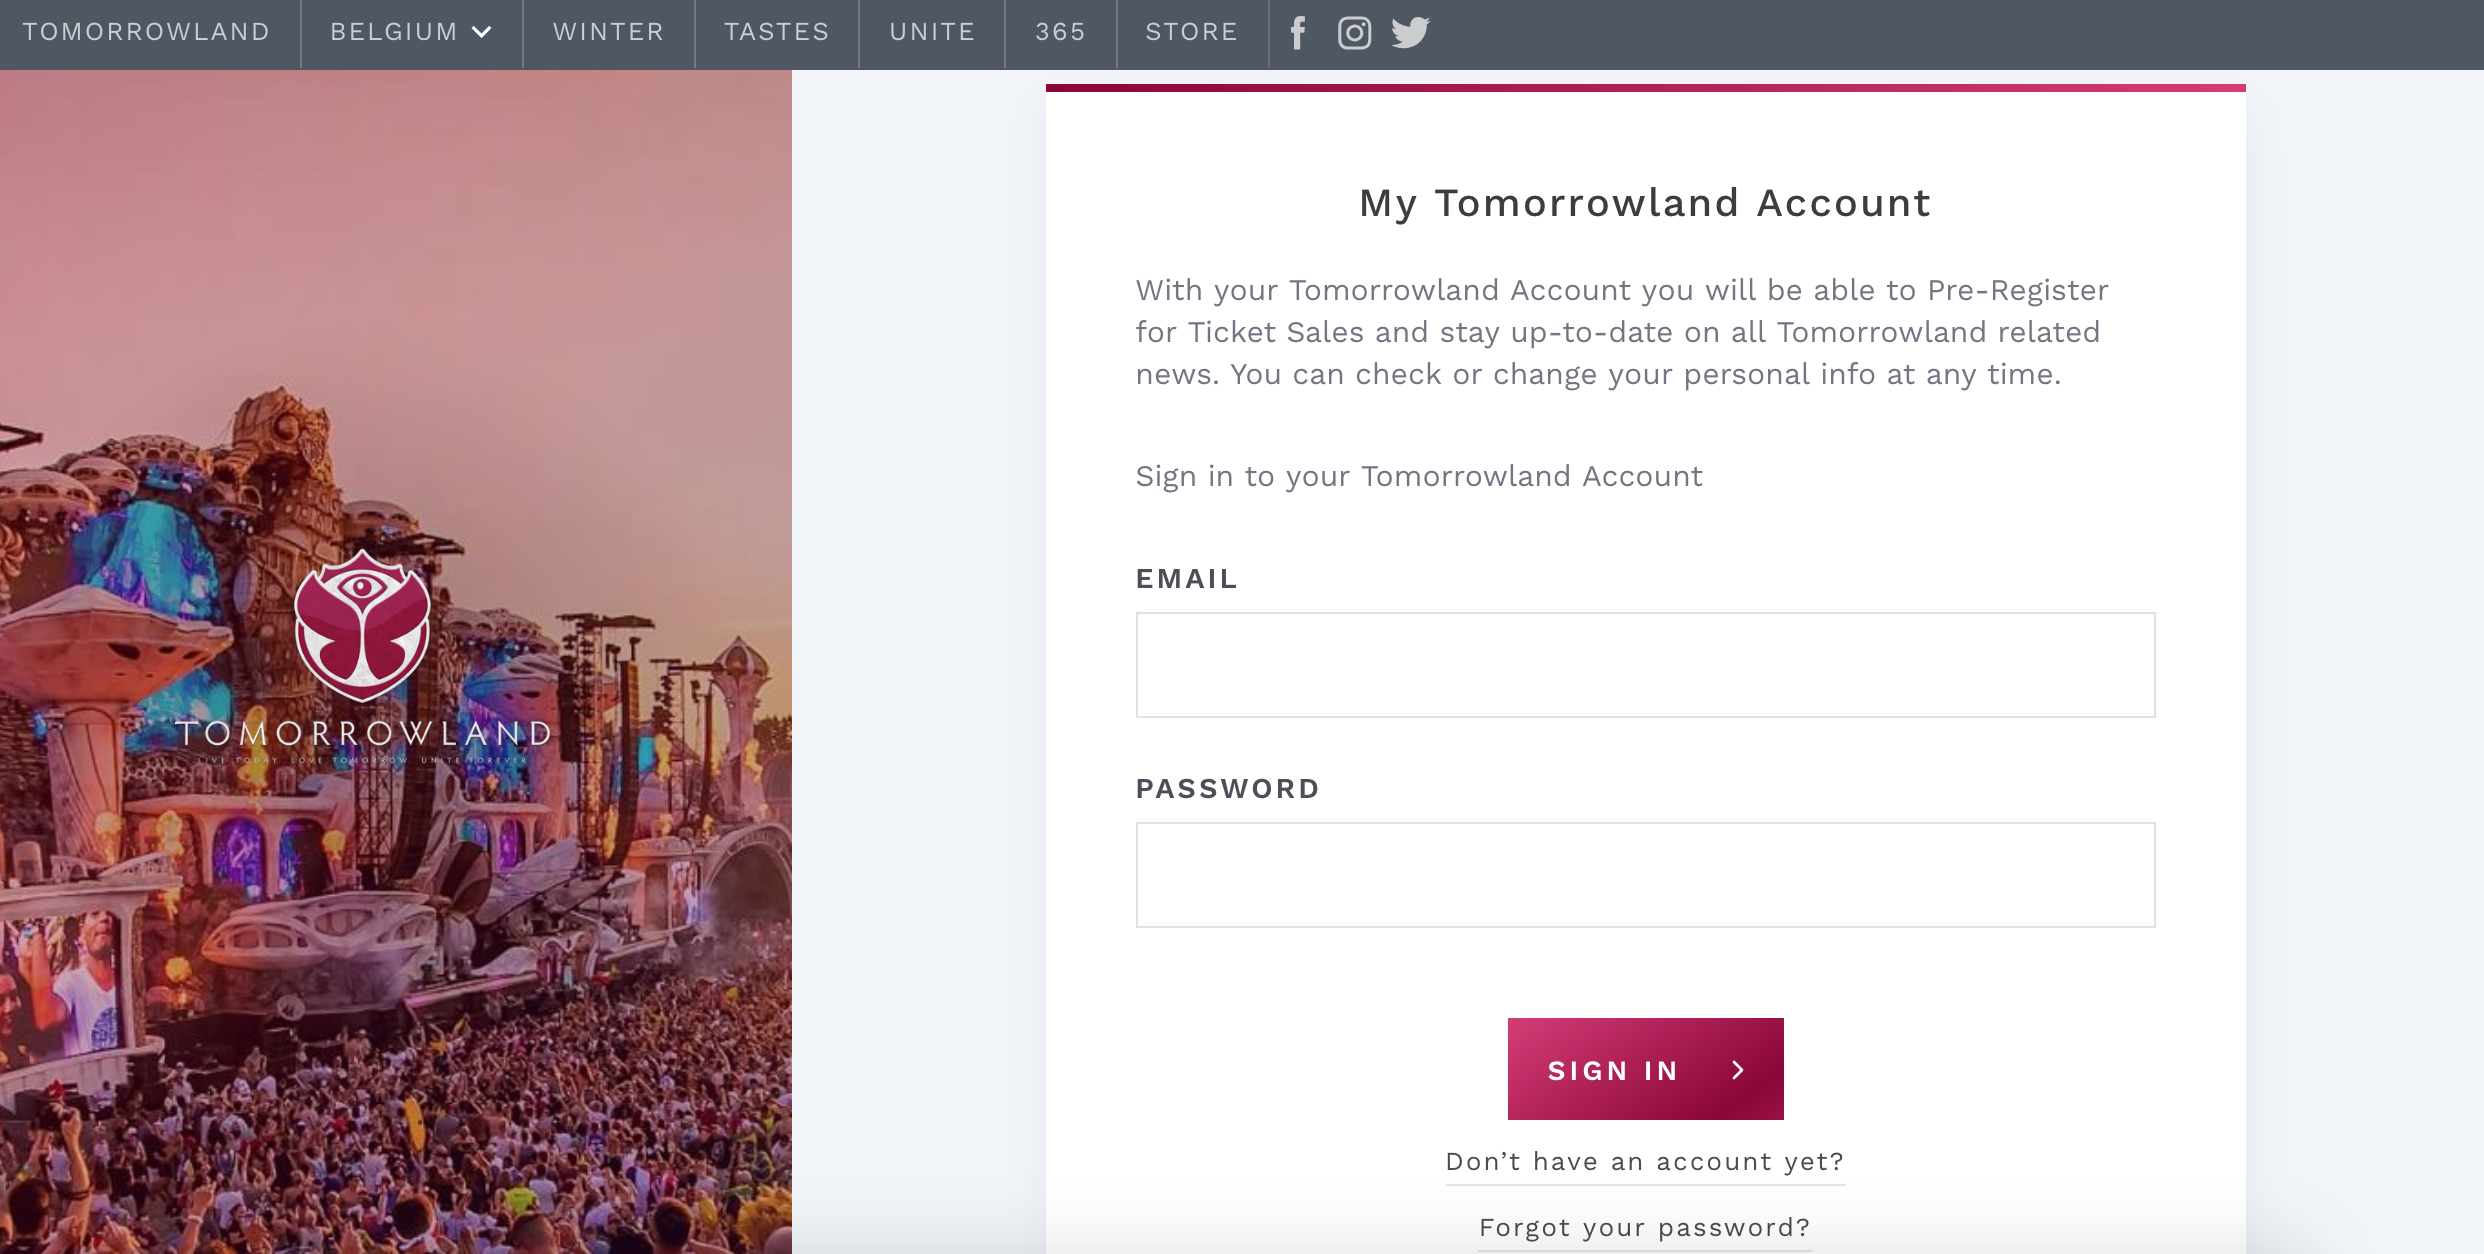 TOMORROWLAND
BELGIUM
WINTER
TASTES
UNITE
365
STORE
TOMORROWLAND
LIVE TODAY LOVE TOMORROW UNITE FOREVER
My Tomorrowland Account
With your Tomorrowland Account you will be able to Pre-Register
for Ticket Sales and stay up-to-date on all Tomorrowland related
news. You can check or change your personal info at any time.
Sign in to your Tomorrowland Account
EMAIL
PASSWORD
SIGN IN
Don’t have an account yet?
Forgot your password?